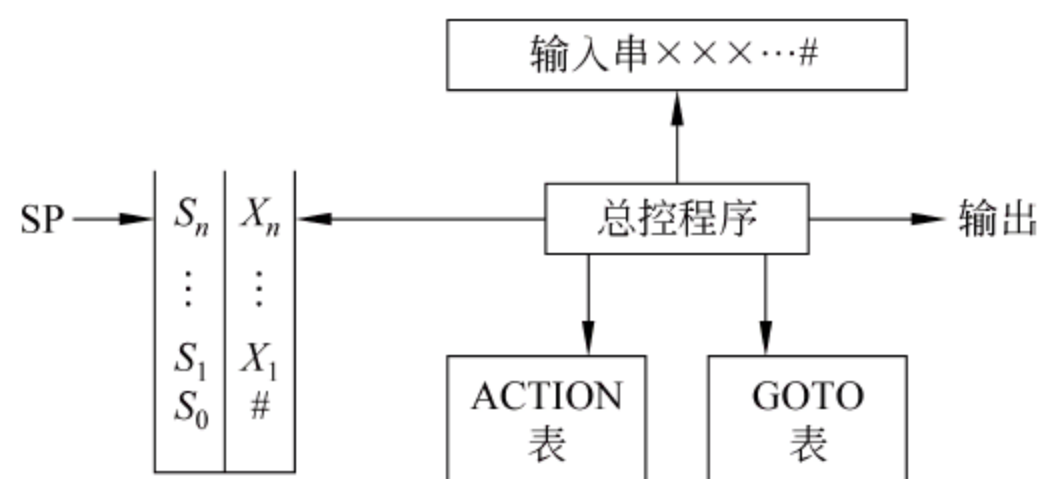 输入串×××…#
SP
Sn Xn
总控程序
输出
⋮ ⋮
S1 X1
S0 #
ACTION
表
GOTO
表